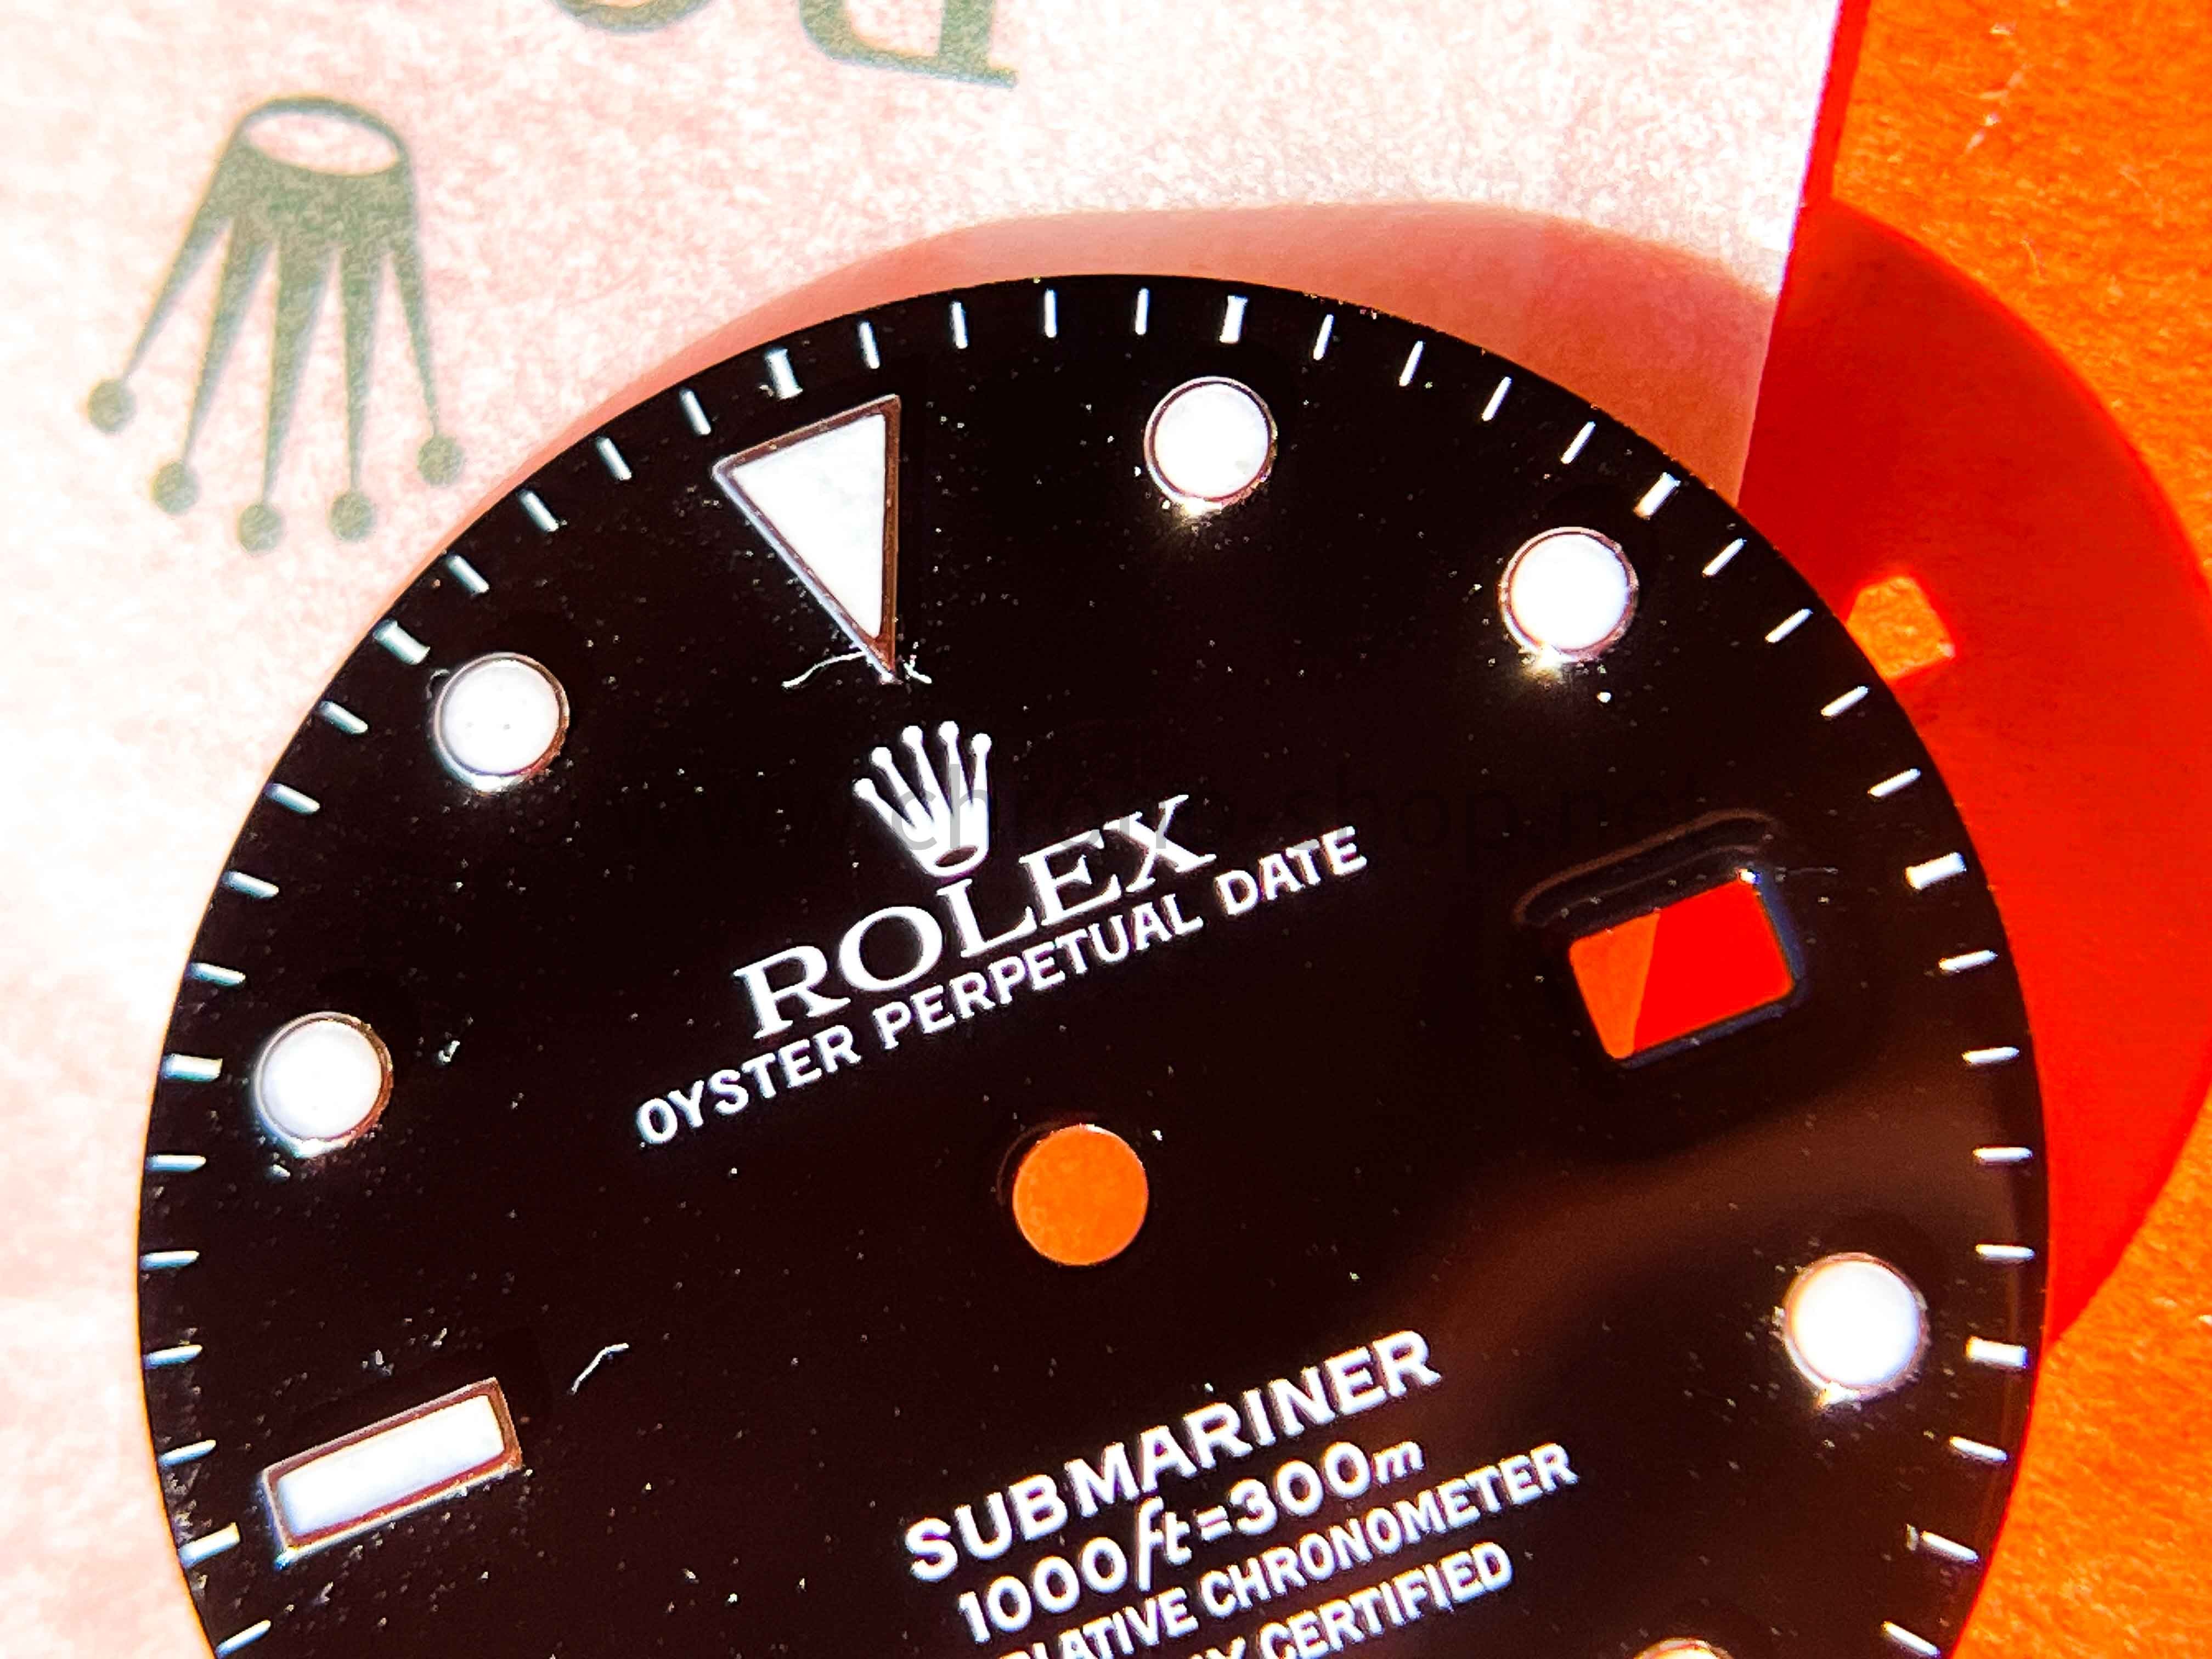 ROLEX
OYSTER PERPETUAL DATE
SUBMARINER
1000ft=300m
CHRONOMETER
CERTIFIED